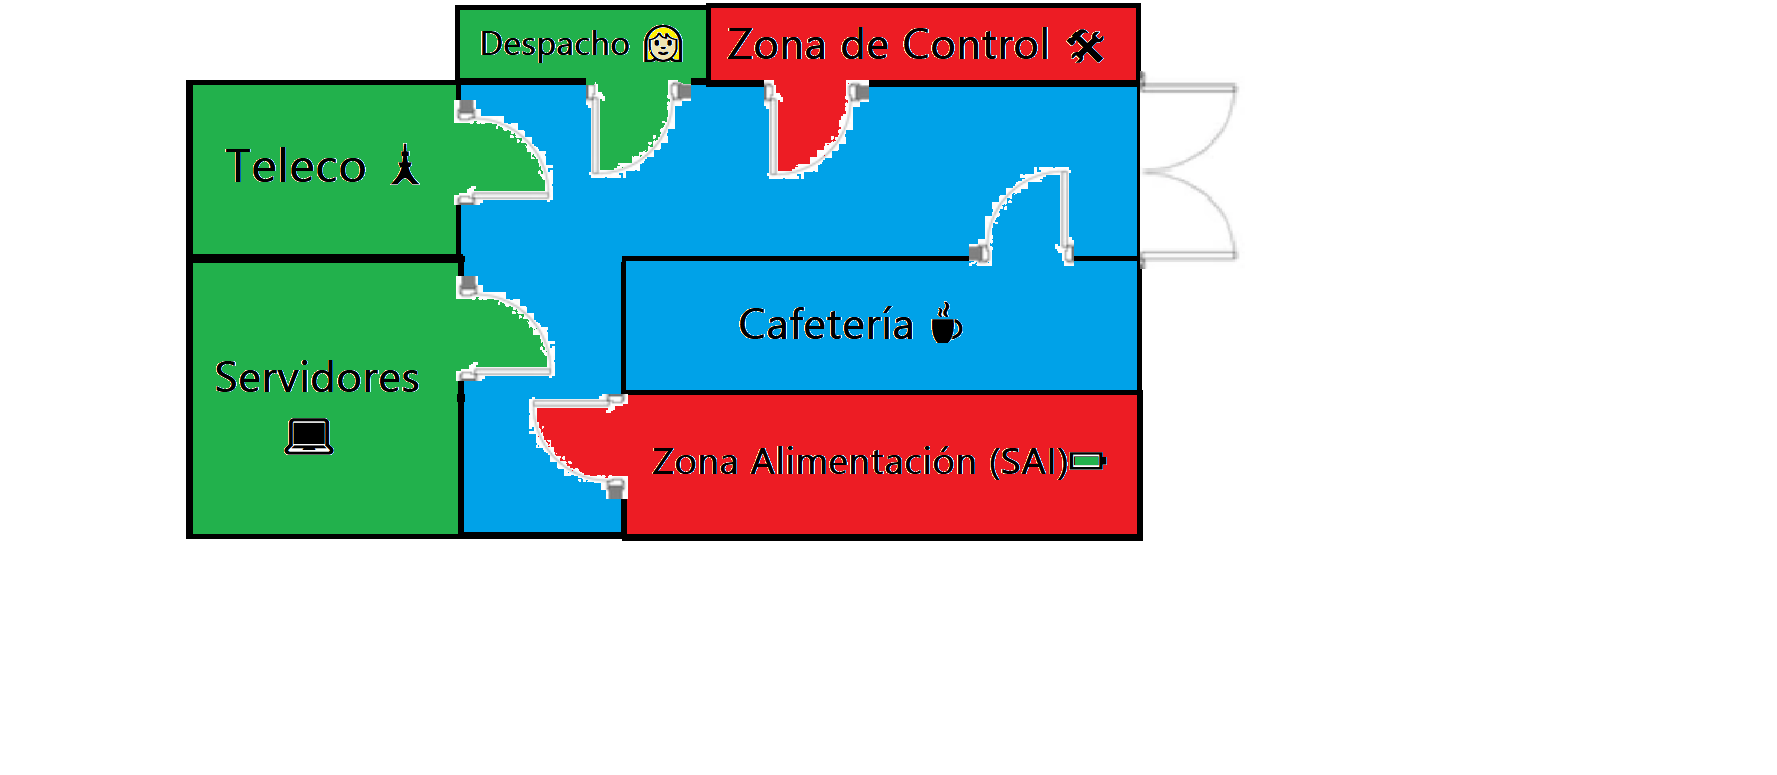 Despacho 👩
Zona de Control 🛠
Teleco 🗼
Cafetería ☕
Servidores
💻
Zona Alimentación (SAI)🔋